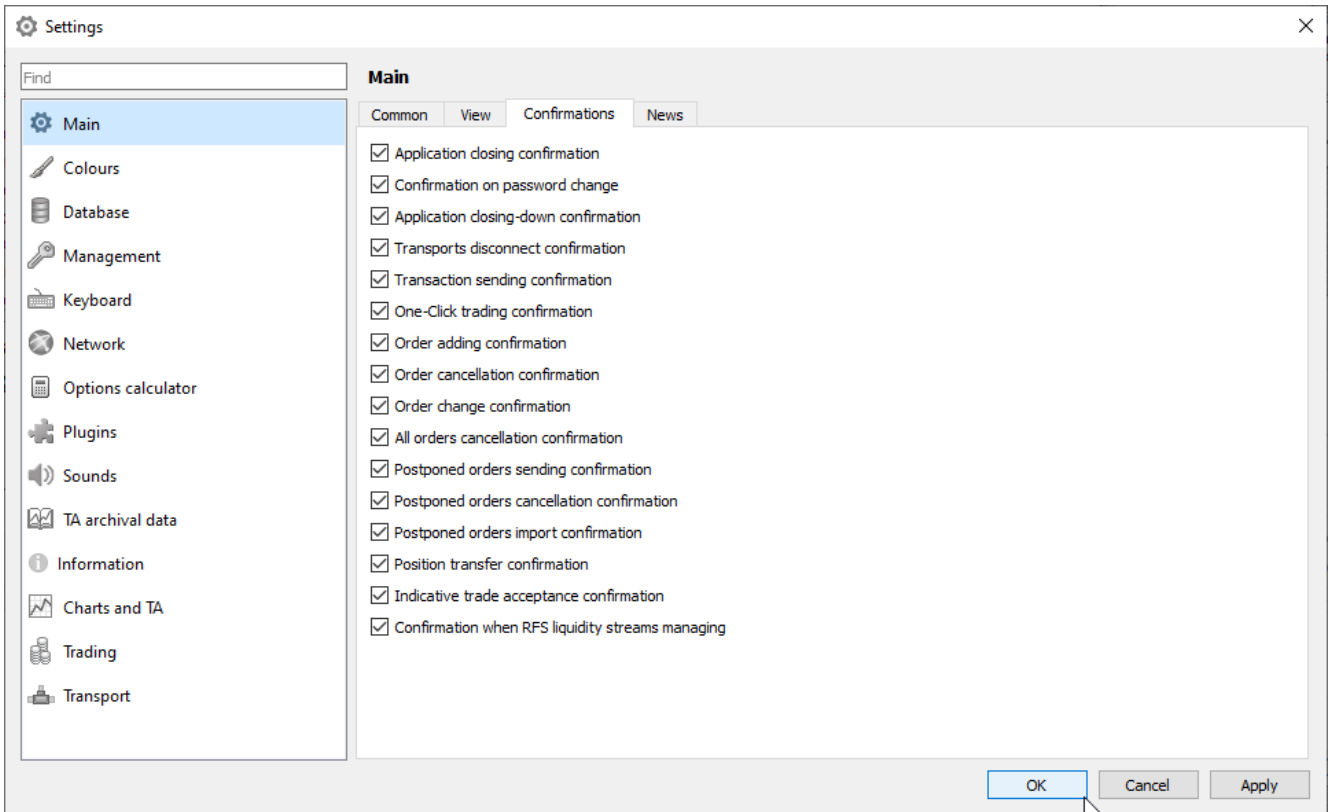 Settings
Find
Main
Colours
Database
Management
Keyboard
Network
Options calculator
Plugins
Sounds
TA archival data
Information
Charts and TA
Trading
Transport
Main
Common View Confirmations News
Application closing confirmation
Confirmation on password change
Application closing-down confirmation
Transports disconnect confirmation
Transaction sending confirmation
One-Click trading confirmation
Order adding confirmation
Order cancellation confirmation
Order change confirmation
All orders cancellation confirmation
Postponed orders sending confirmation
Postponed orders cancellation confirmation
Postponed orders import confirmation
Position transfer confirmation
Indicative trade acceptance confirmation
Confirmation when RFS liquidity streams managing
OK Cancel Apply